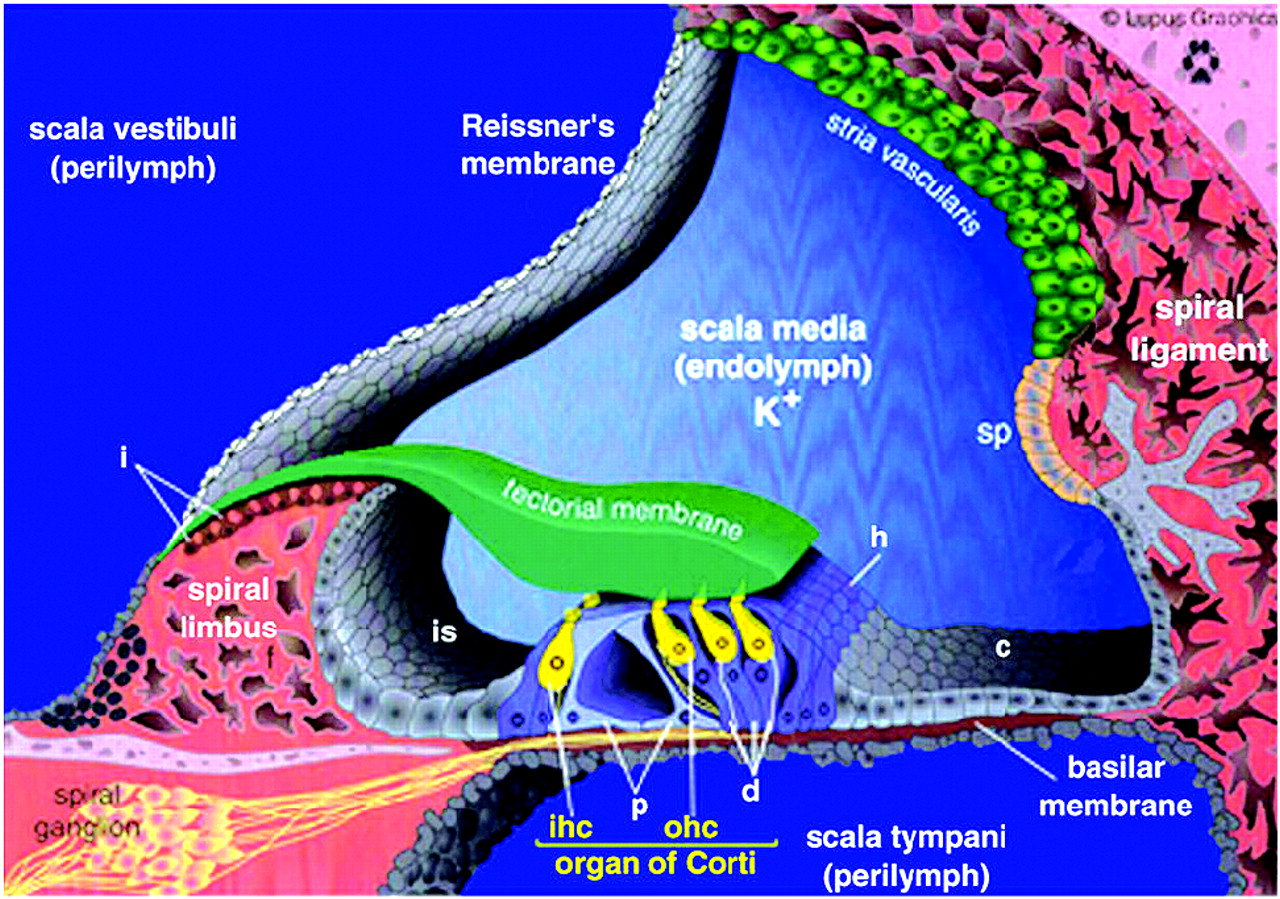 © Lupus Graphics
scala vestibuli
(perilymph)
Reissner's
membrane
stria vascularis
scala media
(endolymph)
K⁺
spiral
ligament
sp
i
tectorial membrane
h
spiral
limbus
f
is
c
basilar
membrane
p
d
ihc
ohc
organ of Corti
spiral
ganglion
scala tympani
(perilymph)